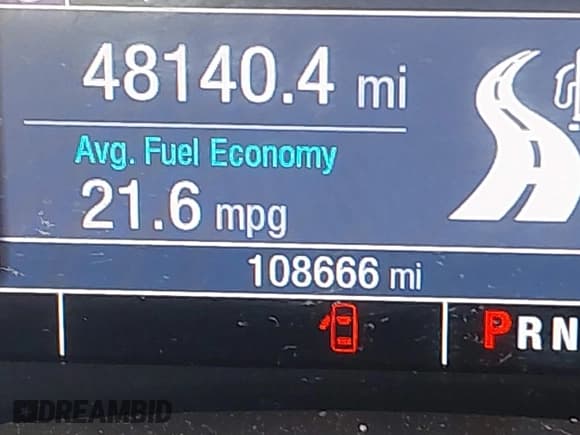 48140.4 mi
Avg. Fuel Economy
21.6 mpg
108666 mi
PRN
DREAMBID